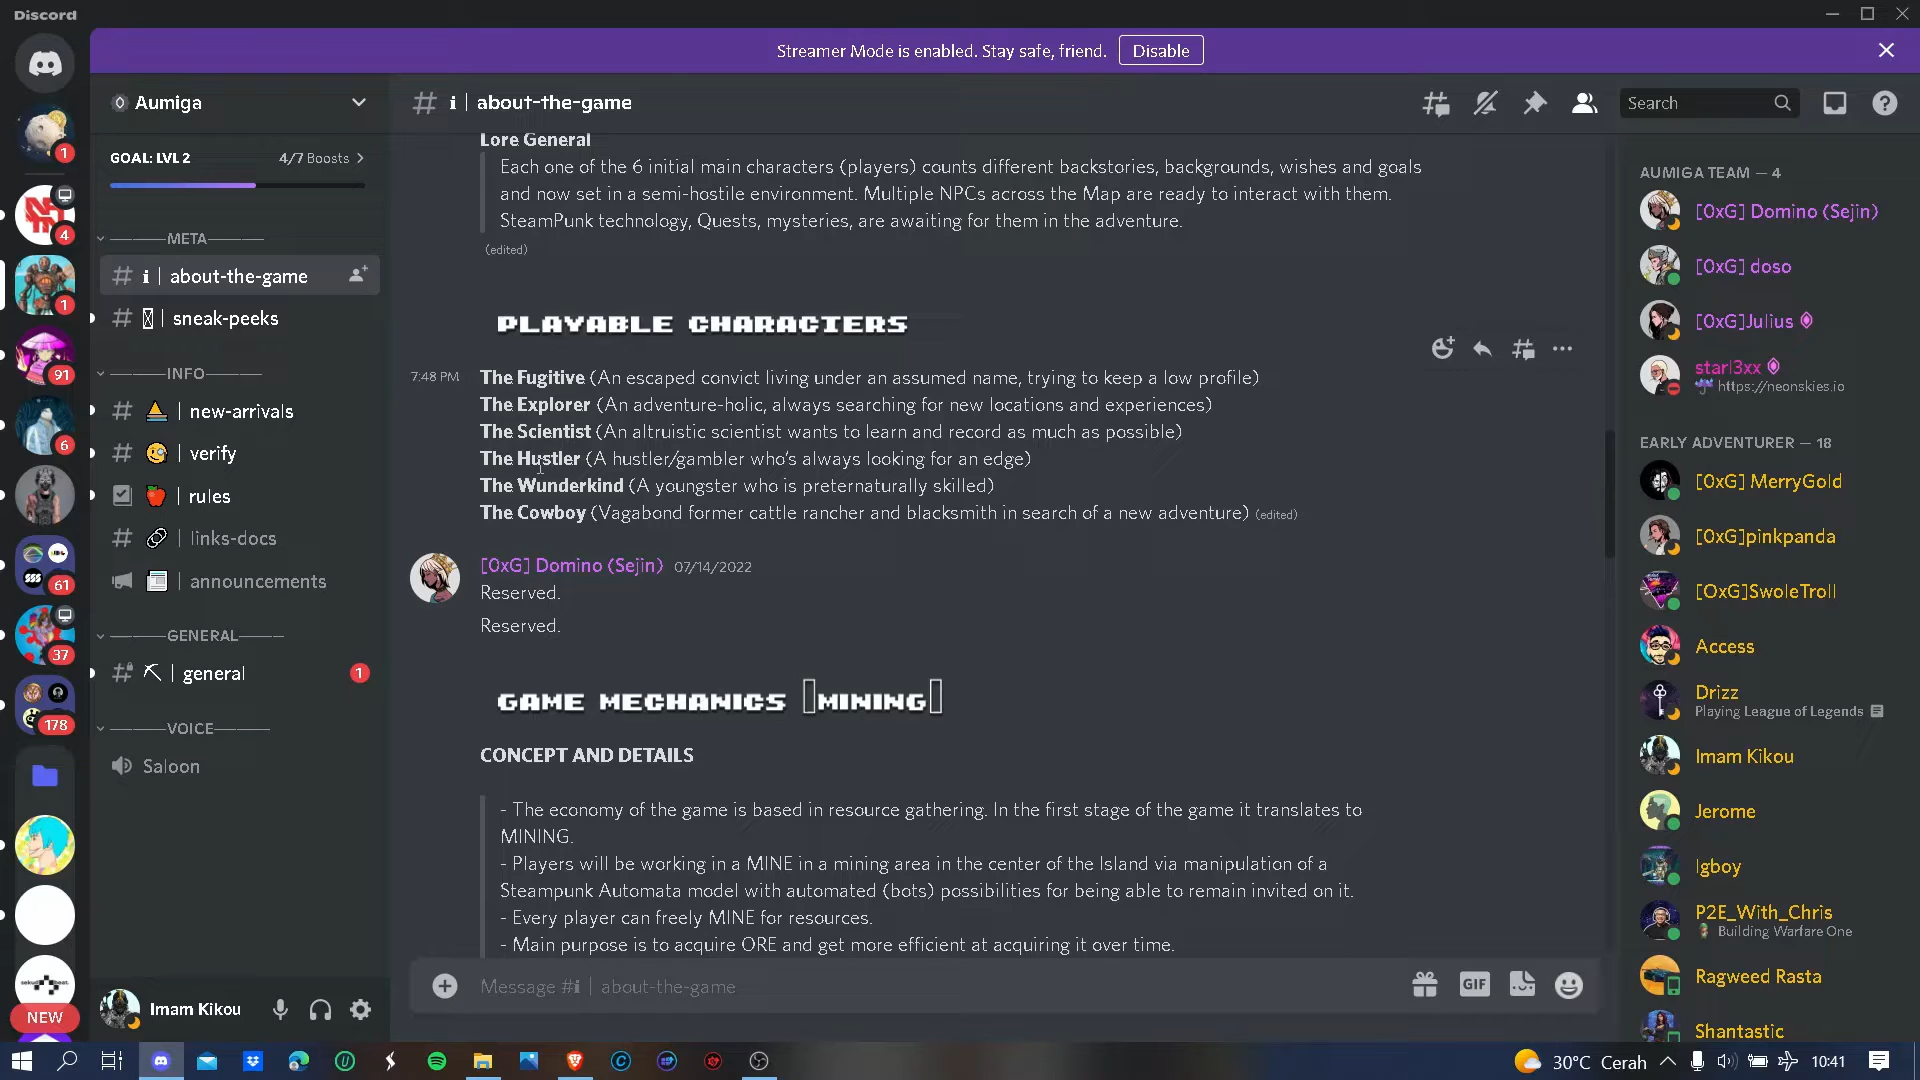 Discord
Streamer Mode is enabled. Stay safe, friend.
Disable
Aumiga
GOAL: LVL 2
4/7 Boosts
META
i | about-the-game
| sneak-peeks
INFO
| new-arrivals
| verify
| rules
| links-docs
| announcements
GENERAL
| general
1
VOICE
Saloon
1
4
1
91
6
61
37
178
NEW
Imam Kikou
i | about-the-game
Search
Lore General
Each one of the 6 initial main characters (players) counts different backstories, backgrounds, wishes and goals
and now set in a semi-hostile environment. Multiple NPCs across the Map are ready to interact with them.
SteamPunk technology, Quests, mysteries, are awaiting for them in the adventure.
(edited)
PLAYABLE CHARACTERS
7:48 PM
The Fugitive (An escaped convict living under an assumed name, trying to keep a low profile)
The Explorer (An adventure-holic, always searching for new locations and experiences)
The Scientist (An altruistic scientist wants to learn and record as much as possible)
The Hustler (A hustler/gambler who's always looking for an edge)
The Wunderkind (A youngster who is preternaturally skilled)
The Cowboy (Vagabond former cattle rancher and blacksmith in search of a new adventure) (edited)
[0xG] Domino (Sejin) 07/14/2022
Reserved.
Reserved.
GAME MECHANICS [MINING]
CONCEPT AND DETAILS
- The economy of the game is based in resource gathering. In the first stage of the game it translates to
MINING.
- Players will be working in a MINE in a mining area in the center of the Island via manipulation of a
Steampunk Automata model with automated (bots) possibilities for being able to remain invited on it.
- Every player can freely MINE for resources.
- Main purpose is to acquire ORE and get more efficient at acquiring it over time.
Message #i | about-the-game
GIF
AUMIGA TEAM — 4
[0xG] Domino (Sejin)
[0xG] doso
[0xG]Julius
starl3xx
https://neonskies.io
EARLY ADVENTURER — 18
[0xG] MerryGold
[0xG]pinkpanda
[OxG]SwoleTroll
Access
Drizz
Playing League of Legends
Imam Kikou
Jerome
Igboy
P2E_With_Chris
Building Warfare One
Ragweed Rasta
Shantastic
30°C Cerah
10:41